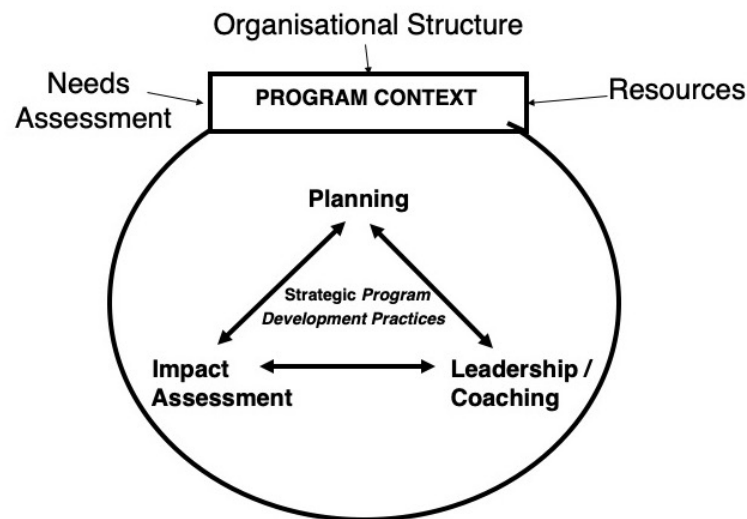 Organisational Structure
Needs
Assessment
PROGRAM CONTEXT
Resources
Planning
Strategic Program
Development Practices
Impact
Assessment
Leadership /
Coaching